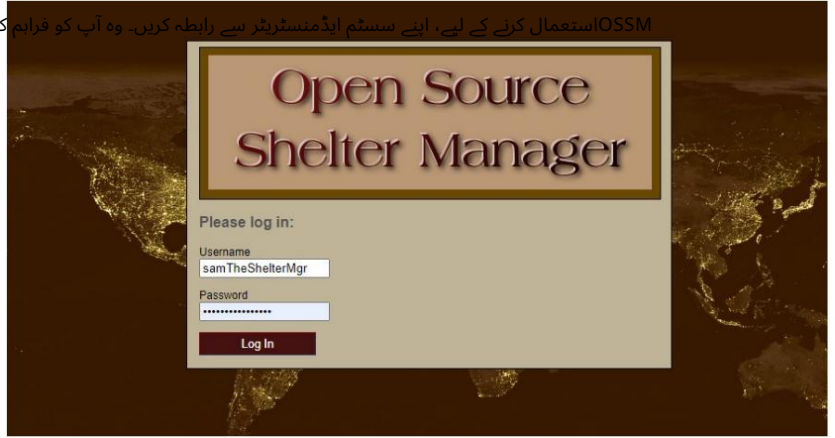 OSSMاستعمال کرنے کے لیے، اپنے سسٹم ایڈمنسٹریٹر سے رابطہ کریں۔ وہ آپ کو فراہم
Open Source
Shelter Manager
Please log in:
Username
samTheShelterMgr
Password
••••••••••••••••
Log In